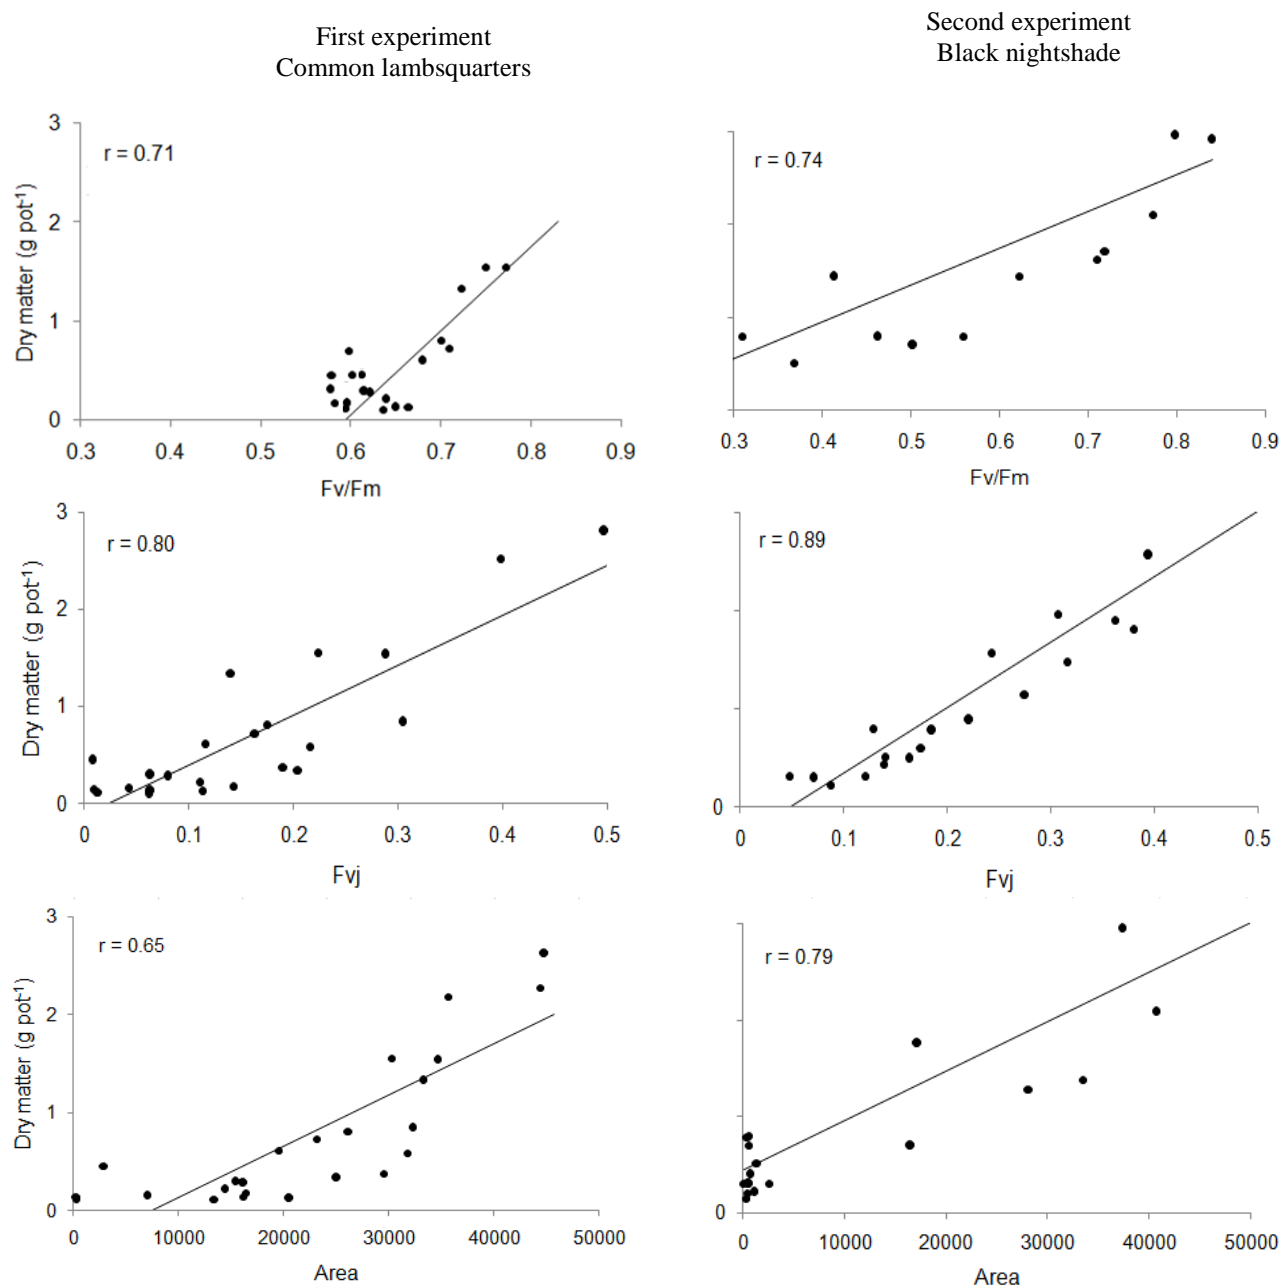 First experiment
Common lambsquarters
Second experiment
Black nightshade
r = 0.71
Dry matter (g pot-1)
3
2
1
0
0.3 0.4 0.5 0.6 0.7 0.8 0.9
Fv/Fm
r = 0.74
0.3 0.4 0.5 0.6 0.7 0.8 0.9
Fv/Fm
r = 0.80
Dry matter (g pot-1)
3
2
1
0
0 0.1 0.2 0.3 0.4 0.5
Fvj
r = 0.89
0
0 0.1 0.2 0.3 0.4 0.5
Fvj
r = 0.65
Dry matter (g pot-1)
3
2
1
0
0 10000 20000 30000 40000 50000
Area
r = 0.79
0
0 10000 20000 30000 40000 50000
Area